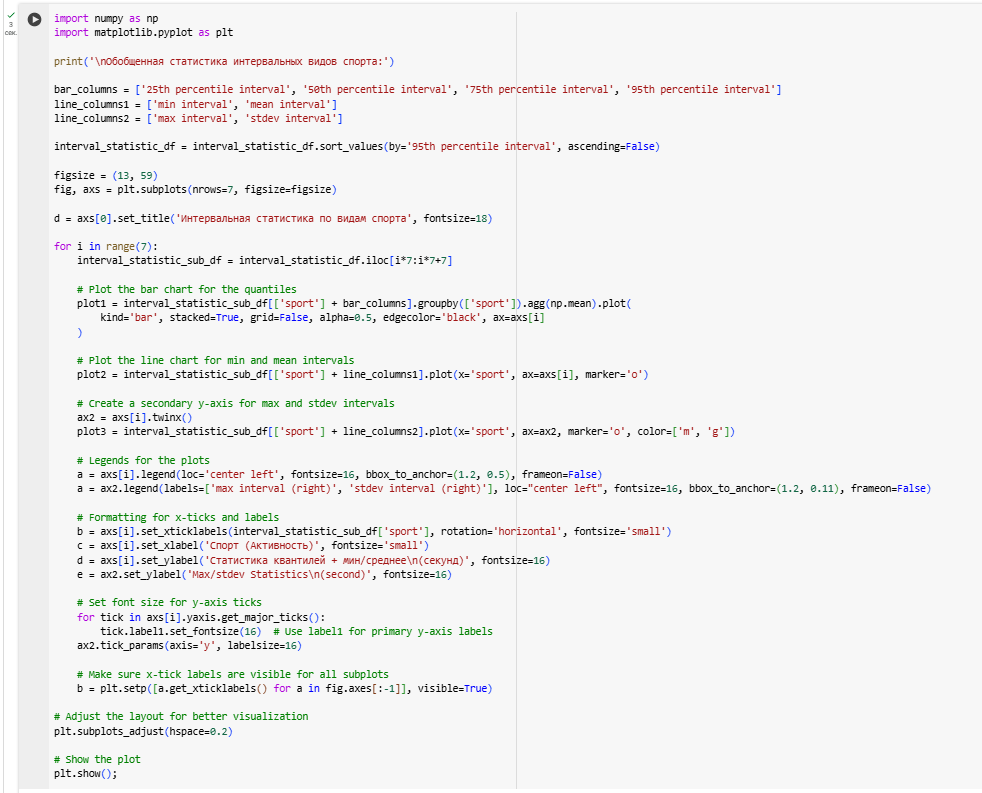 3
сек.
import numpy as np
import matplotlib.pyplot as plt
print('\nОбобщенная статистика интервальных видов спорта:')
bar_columns = ['25th percentile interval', '50th percentile interval', '75th percentile interval', '95th percentile interval']
line_columns1 = ['min interval', 'mean interval']
line_columns2 = ['max interval', 'stdev interval']
interval_statistic_df = interval_statistic_df.sort_values(by='95th percentile interval', ascending=False)
figsize = (13, 59)
fig, axs = plt.subplots(nrows=7, figsize=figsize)
d = axs[0].set_title('Интервальная статистика по видам спорта', fontsize=18)
for i in range(7):
    interval_statistic_sub_df = interval_statistic_df.iloc[i*7:i*7+7]
    # Plot the bar chart for the quantiles
    plot1 = interval_statistic_sub_df[['sport'] + bar_columns].groupby(['sport']).agg(np.mean).plot(
        kind='bar', stacked=True, grid=False, alpha=0.5, edgecolor='black', ax=axs[i]
    )
    # Plot the line chart for min and mean intervals
    plot2 = interval_statistic_sub_df[['sport'] + line_columns1].plot(x='sport', ax=axs[i], marker='o')
    # Create a secondary y-axis for max and stdev intervals
    ax2 = axs[i].twinx()
    plot3 = interval_statistic_sub_df[['sport'] + line_columns2].plot(x='sport', ax=ax2, marker='o', color=['m', 'g'])
    # Legends for the plots
    a = axs[i].legend(loc='center left', fontsize=16, bbox_to_anchor=(1.2, 0.5), frameon=False)
    a = ax2.legend(labels=['max interval (right)', 'stdev interval (right)'], loc="center left", fontsize=16, bbox_to_anchor=(1.2, 0.11), frameon=False)
    # Formatting for x-ticks and labels
    b = axs[i].set_xticklabels(interval_statistic_sub_df['sport'], rotation='horizontal', fontsize='small')
    c = axs[i].set_xlabel('Спорт (Активность)', fontsize='small')
    d = axs[i].set_ylabel('Статистика квантилей + мин/среднее\n(секунд)', fontsize=16)
    e = ax2.set_ylabel('Max/stdev Statistics\n(second)', fontsize=16)
    # Set font size for y-axis ticks
    for tick in axs[i].yaxis.get_major_ticks():
        tick.label1.set_fontsize(16)  # Use label1 for primary y-axis labels
    ax2.tick_params(axis='y', labelsize=16)
    # Make sure x-tick labels are visible for all subplots
    b = plt.setp([a.get_xticklabels() for a in fig.axes[:-1]], visible=True)
# Adjust the layout for better visualization
plt.subplots_adjust(hspace=0.2)
# Show the plot
plt.show();